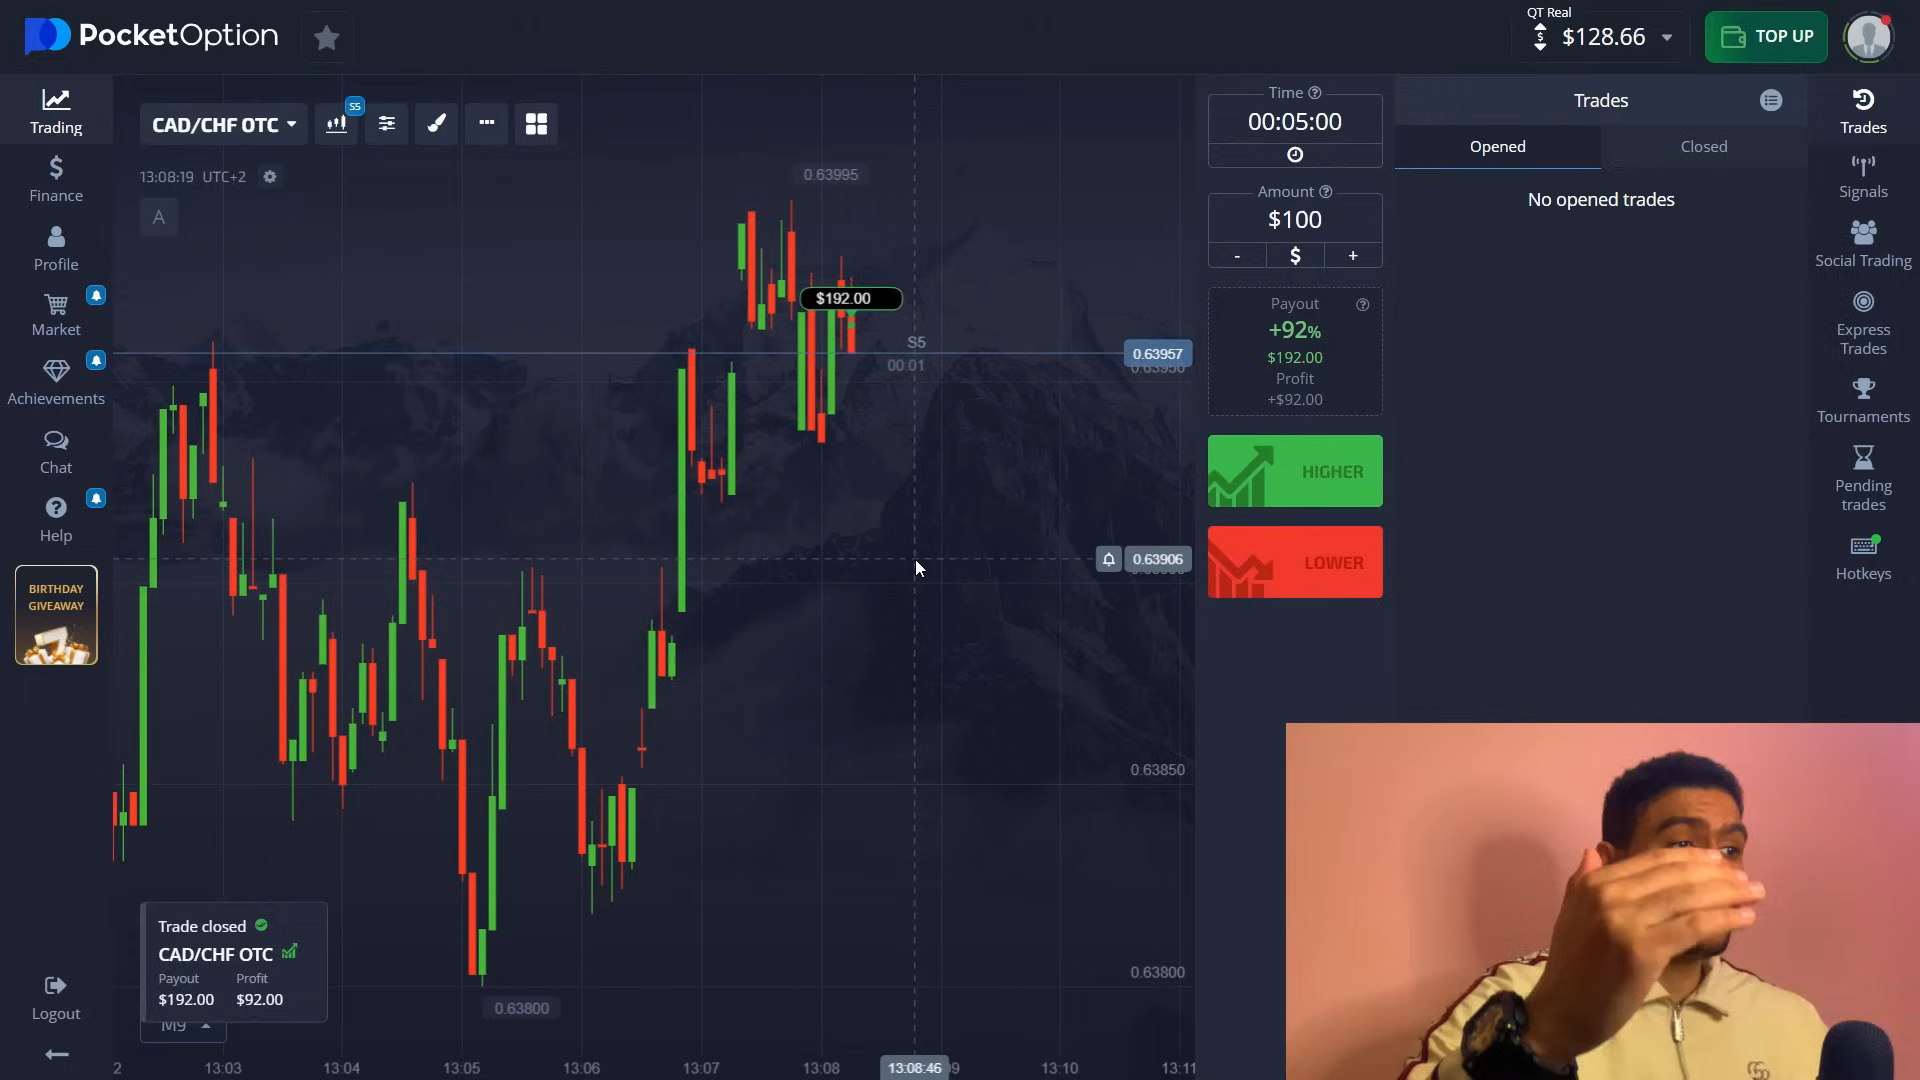 PocketOption
QT Real
$128.66
TOP UP
Trading
Finance
Profile
Market
Achievements
Chat
Help
BIRTHDAY
GIVEAWAY
Logout
CAD/CHF OTC
S5
13:08:19 UTC+2
A
0.63995
$192.00
S5
00:01
0.63957
0.63950
0.63906
0.63850
0.63800
0.63800
Trade closed
CAD/CHF OTC
Payout Profit
$192.00 $92.00
M9
2 13:03 13:04 13:05 13:06 13:07 13:08 13:08:46 9 13:10 13:11
Time
00:05:00
Amount
$100
- $ +
Payout
+92%
$192.00
Profit
+$92.00
HIGHER
LOWER
Trades
Opened Closed
No opened trades
Trades
Signals
Social Trading
Express
Trades
Tournaments
Pending
trades
Hotkeys